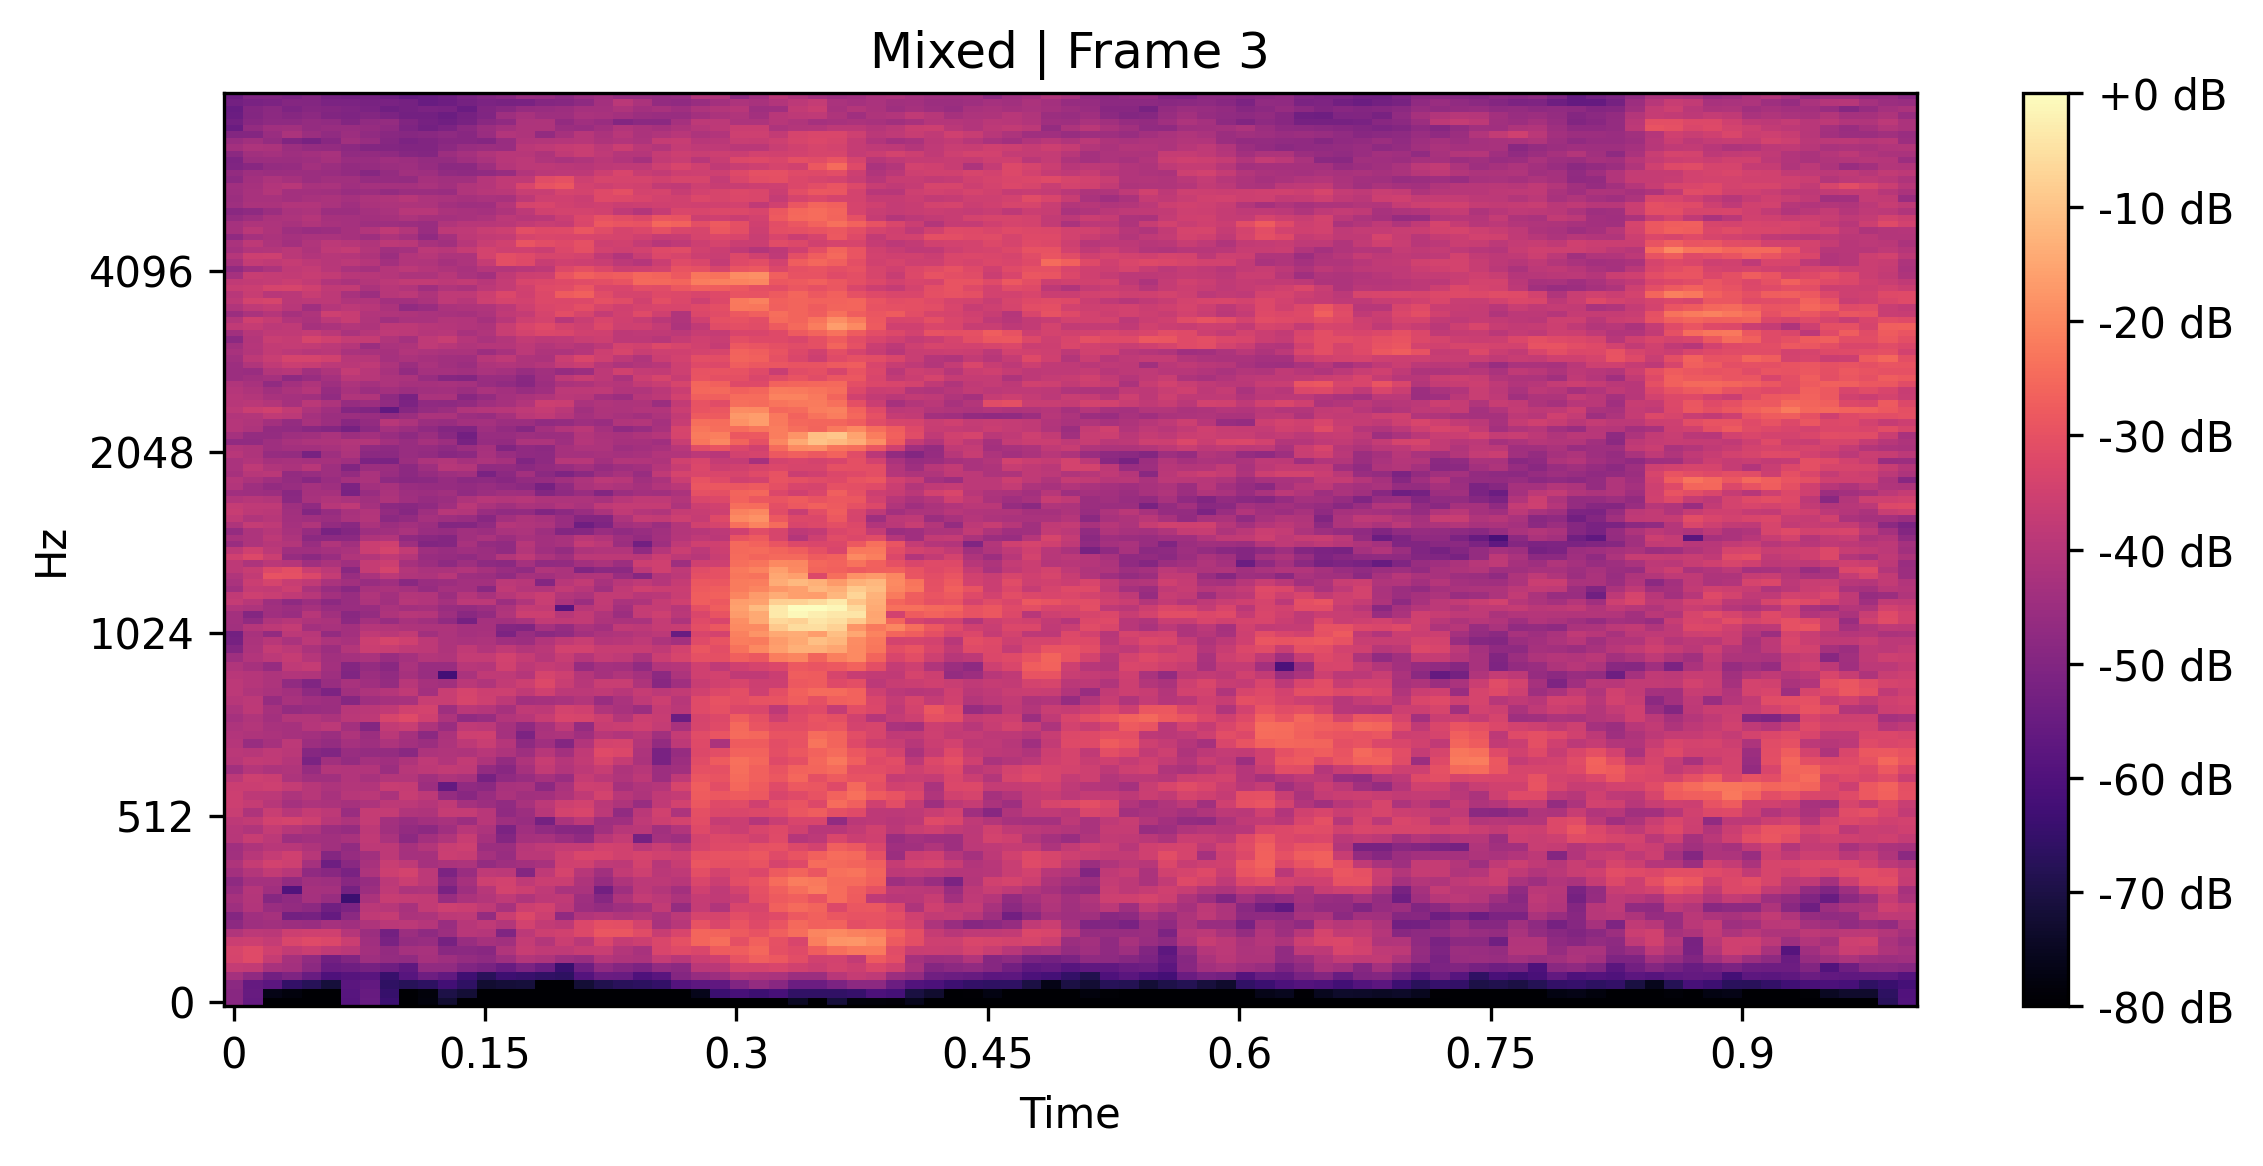 Mixed | Frame 3
Hz
4096
2048
1024
512
0
0 0.15 0.3 0.45 0.6 0.75 0.9
Time
+0 dB
-10 dB
-20 dB
-30 dB
-40 dB
-50 dB
-60 dB
-70 dB
-80 dB